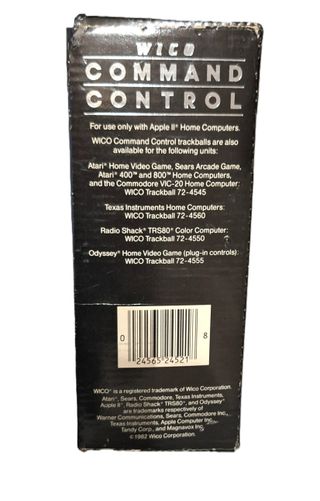 WICO
COMMAND
CONTROL
For use only with Apple II® Home Computers.
WICO Command Control trackballs are also
available for the following units:
Atari® Home Video Game, Sears Arcade Game,
Atari® 400™ and 800™ Home Computers,
and the Commodore VIC-20 Home Computer:
WICO Trackball 72-4545
Texas Instruments Home Computers:
WICO Trackball 72-4560
Radio Shack® TRS80® Color Computer:
WICO Trackball 72-4550
Odyssey® Home Video Game (plug-in controls):
WICO Trackball 72-4555
0 8
24565 24521
WICO® is a registered trademark of Wico Corporation.
Atari®, Sears, Commodore, Texas Instruments,
Apple II®, Radio Shack® TRS80®, and Odyssey®
are trademarks respectively of
Warner Communications, Sears, Commodore Inc.,
Texas Instruments, Apple Computer Inc.,
Tandy Corp., and Magnavox Inc.
©1982 Wico Corporation.